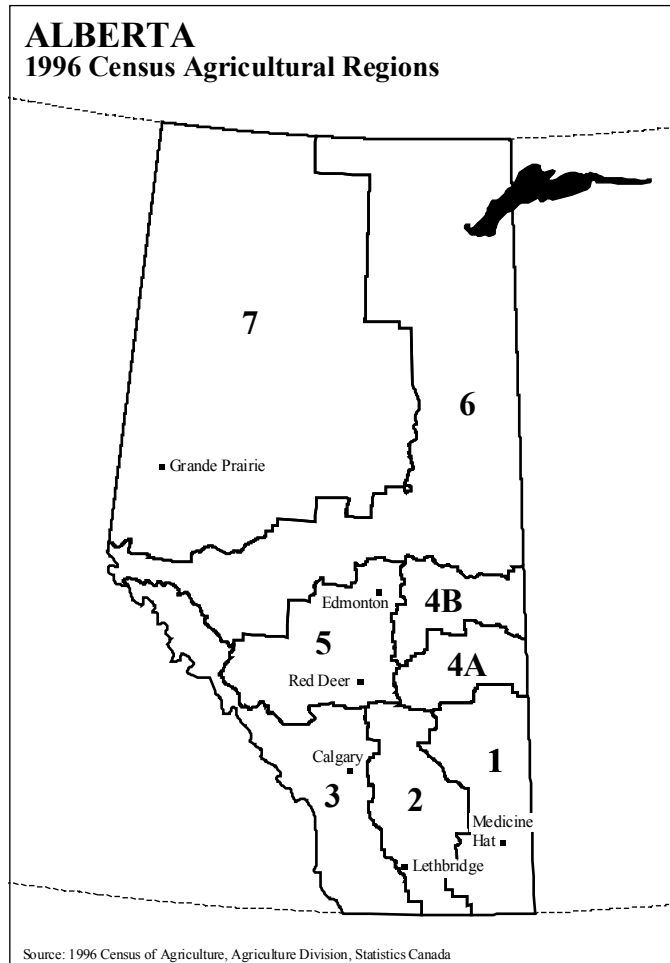 ALBERTA
1996 Census Agricultural Regions
7
6
Grande Prairie
Edmonton
4B
5
4A
Red Deer
Calgary
1
3
2
Medicine
Hat
Lethbridge
Source: 1996 Census of Agriculture, Agriculture Division, Statistics Canada